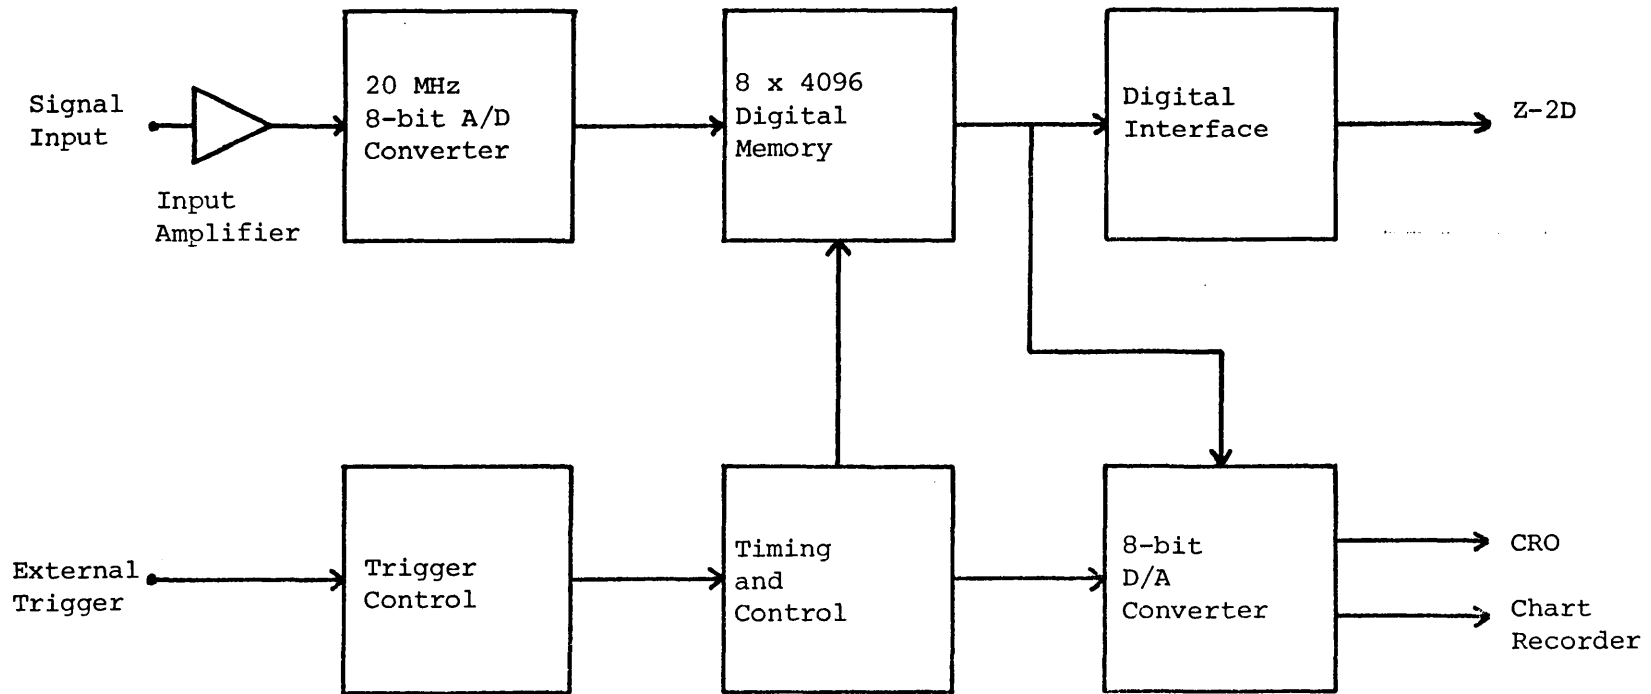 Signal
Input
Input
Amplifier
20 MHz
8-bit A/D
Converter
8 x 4096
Digital
Memory
Digital
Interface
Z-2D
External
Trigger
Trigger
Control
Timing
and
Control
8-bit
D/A
Converter
CRO
Chart
Recorder